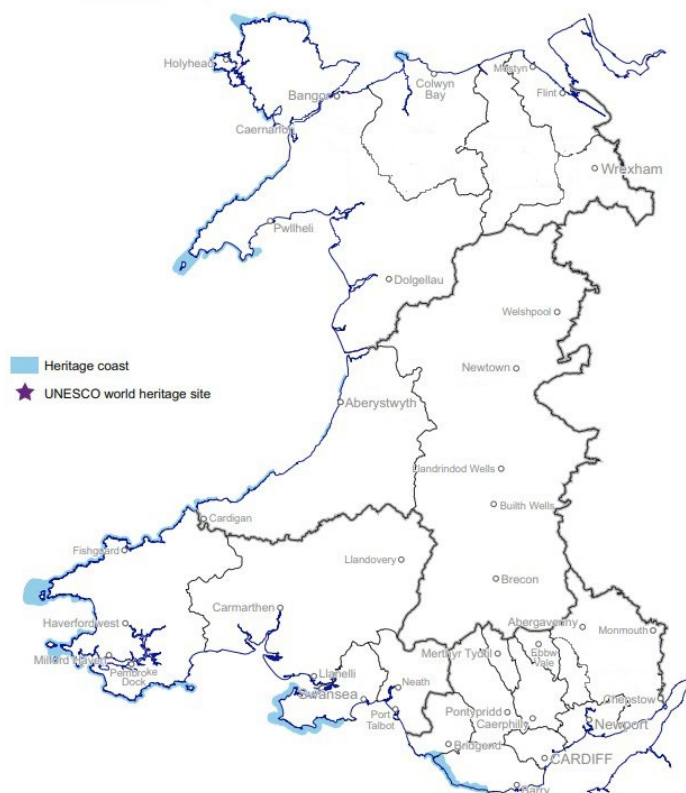 Holyhead
Mostyn
Colwyn
Bay
Flint
Bangor
Caernarfon
Wrexham
Pwllheli
Dolgellau
Welshpool
Heritage coast
UNESCO world heritage site
Newtown
Aberystwyth
Llandrindod Wells
Builth Wells
Cardigan
Fishguard
Llandovery
Brecon
Carmarthen
Haverfordwest
Abergavenny
Monmouth
Milford Haven
Pembroke
Dock
Merthyr Tydfil
Ebbw
Vale
Llanelli
Swansea
Neath
Port
Talbot
Pontypridd
Caerphilly
Chepstow
Newport
Bridgend
CARDIFF
Barry